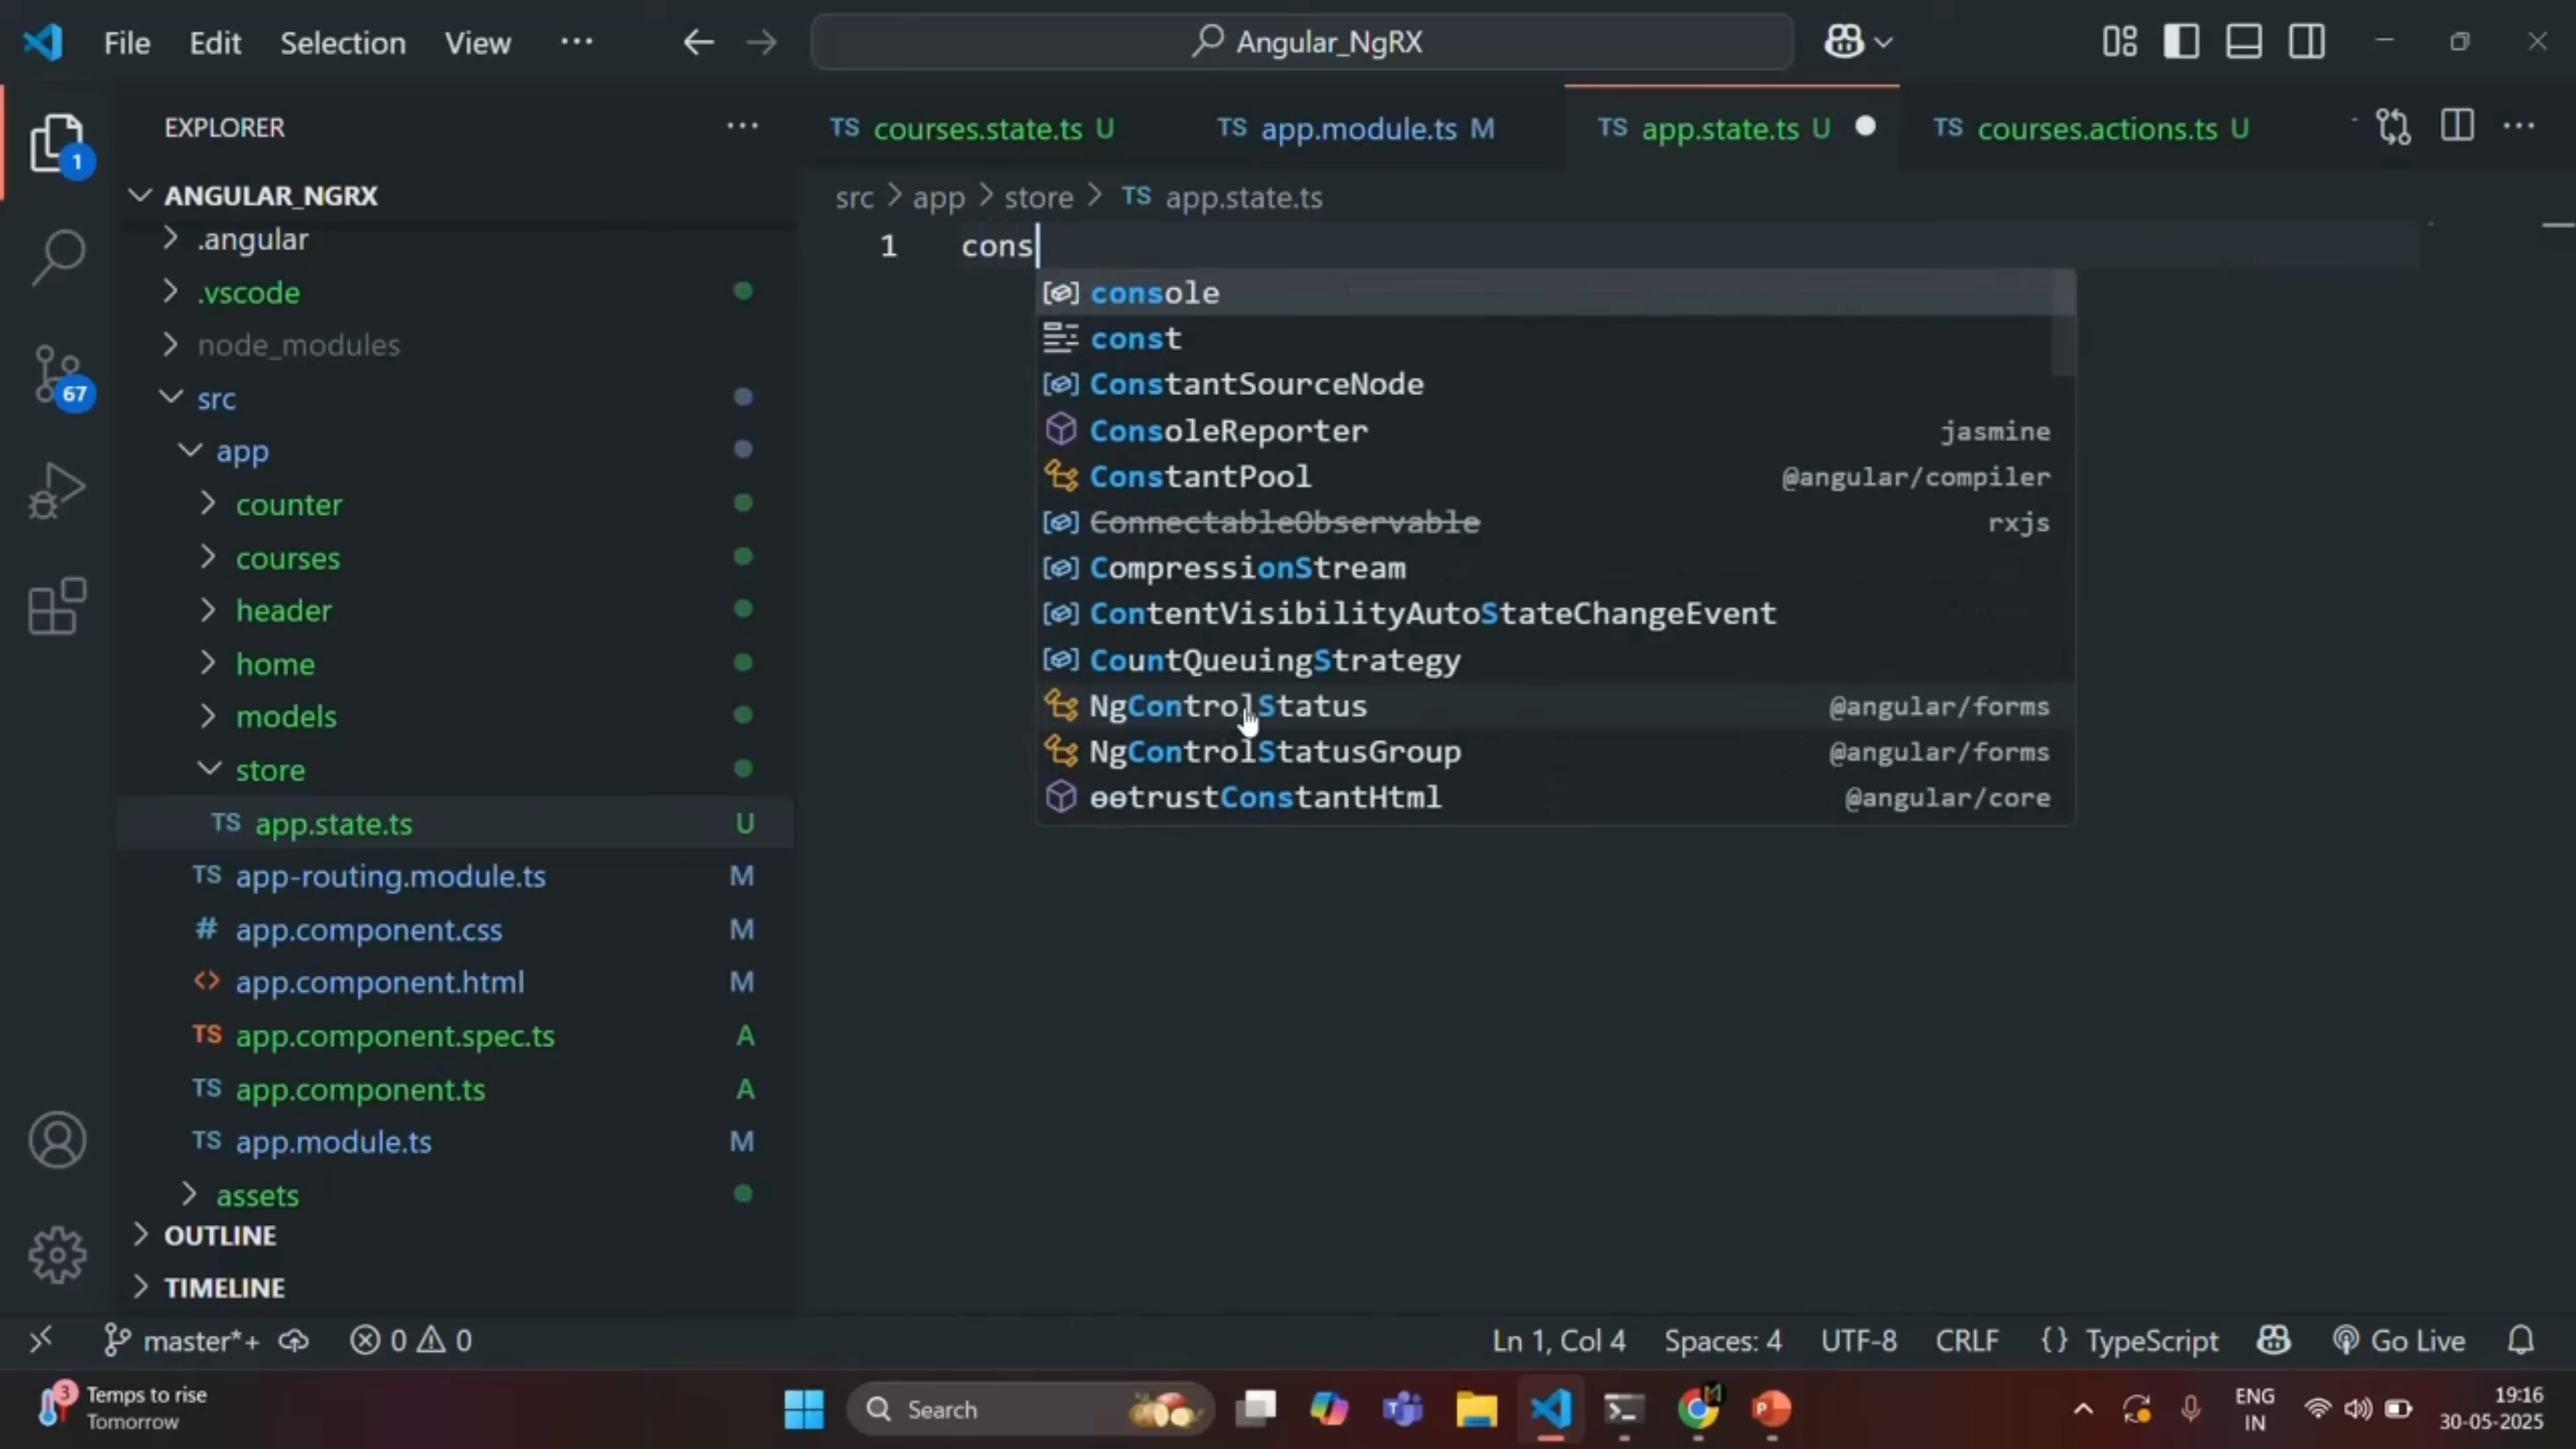 File Edit Selection View ··· Angular_NgRX
EXPLORER ···
ANGULAR_NGRX
.angular
.vscode
node_modules
src
app
counter
courses
header
home
models
store
TS app.state.ts U
TS app-routing.module.ts M
# app.component.css M
<> app.component.html M
TS app.component.spec.ts A
TS app.component.ts A
TS app.module.ts M
assets
OUTLINE
TIMELINE
1
67
TS courses.state.ts U TS app.module.ts M TS app.state.ts U TS courses.actions.ts U ···
src > app > store > TS app.state.ts
1 cons
console
const
ConstantSourceNode
ConsoleReporter jasmine
ConstantPool @angular/compiler
ConnectableObservable rxjs
CompressionStream
ContentVisibilityAutoStateChangeEvent
CountQueuingStrategy
NgControlStatus @angular/forms
NgControlStatusGroup @angular/forms
ɵɵtrustConstantHtml @angular/core
master*+ 0 0 Ln 1, Col 4 Spaces: 4 UTF-8 CRLF {} TypeScript Go Live
3 Temps to rise
Tomorrow
Search
ENG
IN
19:16
30-05-2025